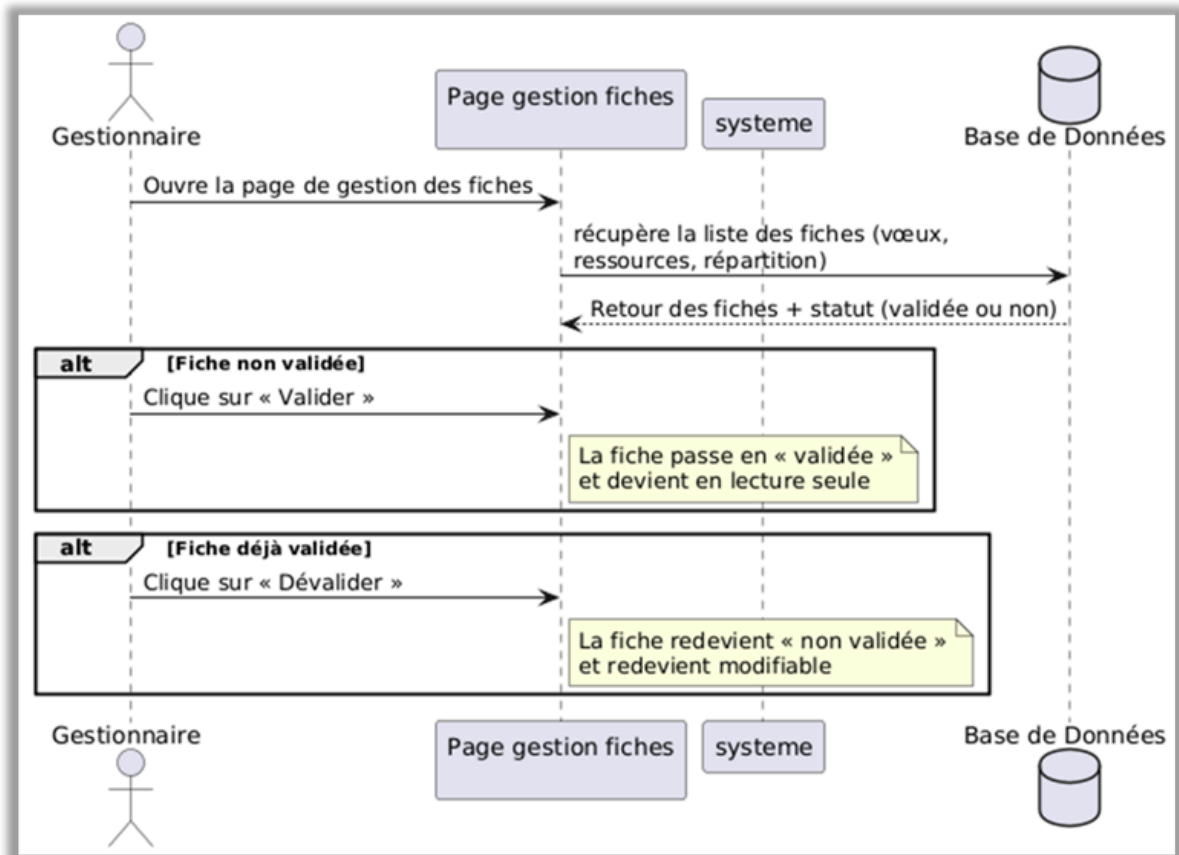 Gestionnaire
Page gestion fiches
systeme
Base de Données
Ouvre la page de gestion des fiches
récupère la liste des fiches (vœux,
ressources, répartition)
Retour des fiches + statut (validée ou non)
alt [Fiche non validée]
Clique sur « Valider »
La fiche passe en « validée »
et devient en lecture seule
alt [Fiche déjà validée]
Clique sur « Dévalider »
La fiche redevient « non validée »
et redevient modifiable
Gestionnaire
Page gestion fiches
systeme
Base de Données